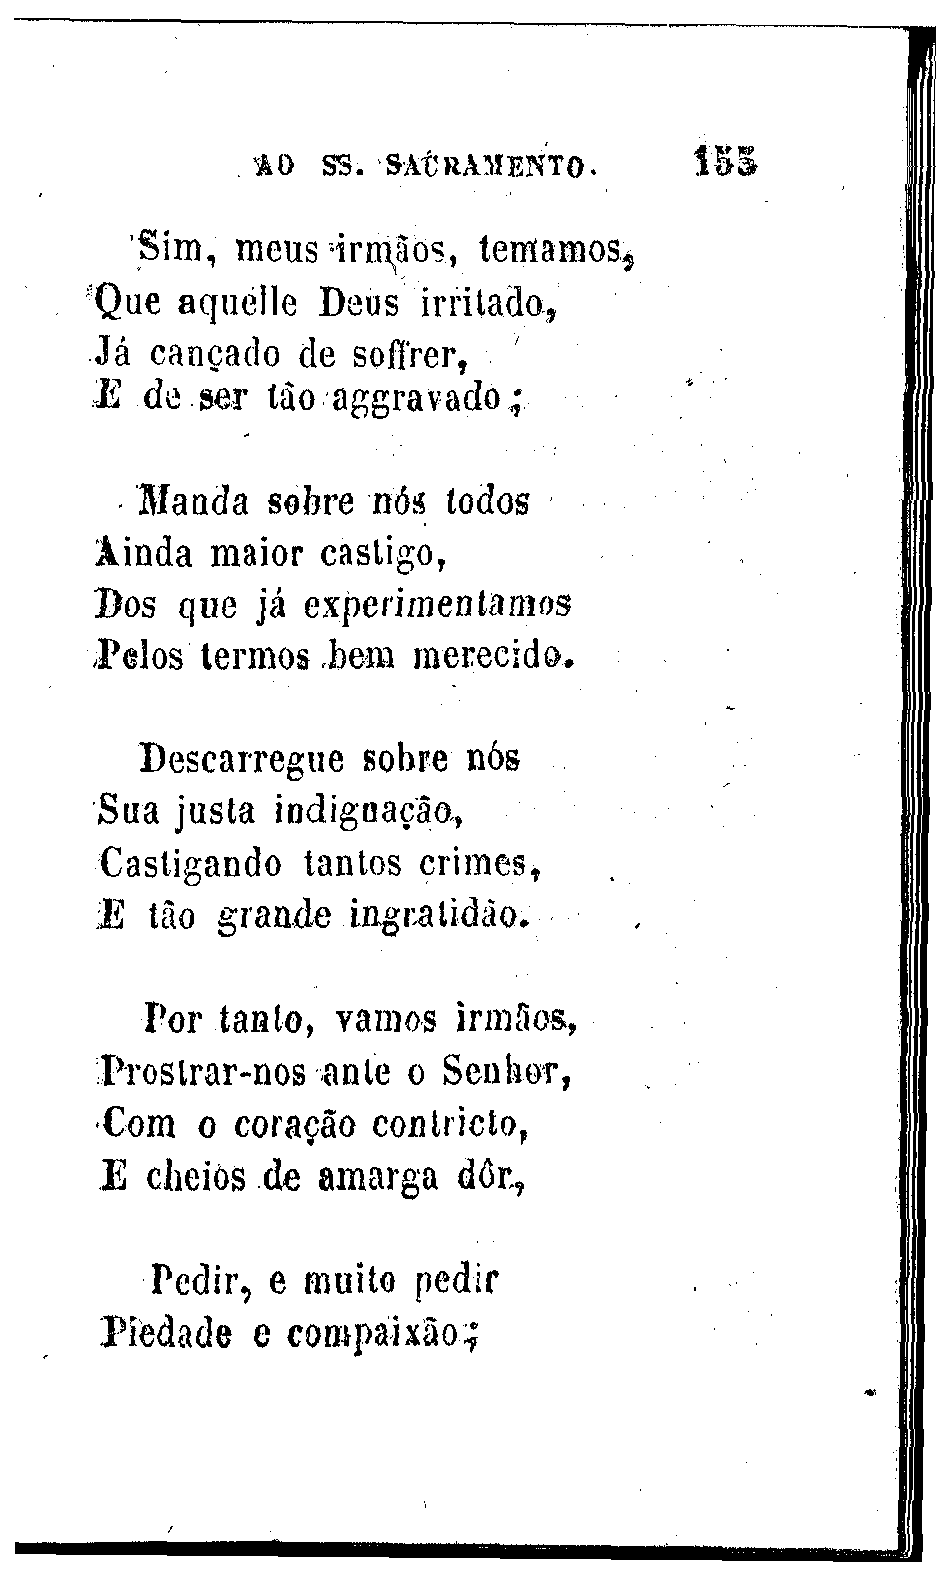 AO SS. SACRAMENTO. 155
Sim, meus irmãos, temamos,
Que aquelle Deus irritado,
Já cançado de soffrer,
E de ser tão aggravado;
Manda sobre nós todos
Ainda maior castigo,
Dos que já experimentamos
Pelos termos bem merecido.
Descarregue sobre nós
Sua justa indignação,
Castigando tantos crimes,
E tão grande ingratidão.
Por tanto, vamos irmãos,
Prostrar-nos ante o Senhor,
Com o coração contricto,
E cheios de amarga dôr,
Pedir, e muito pedir
Piedade e compaixão;